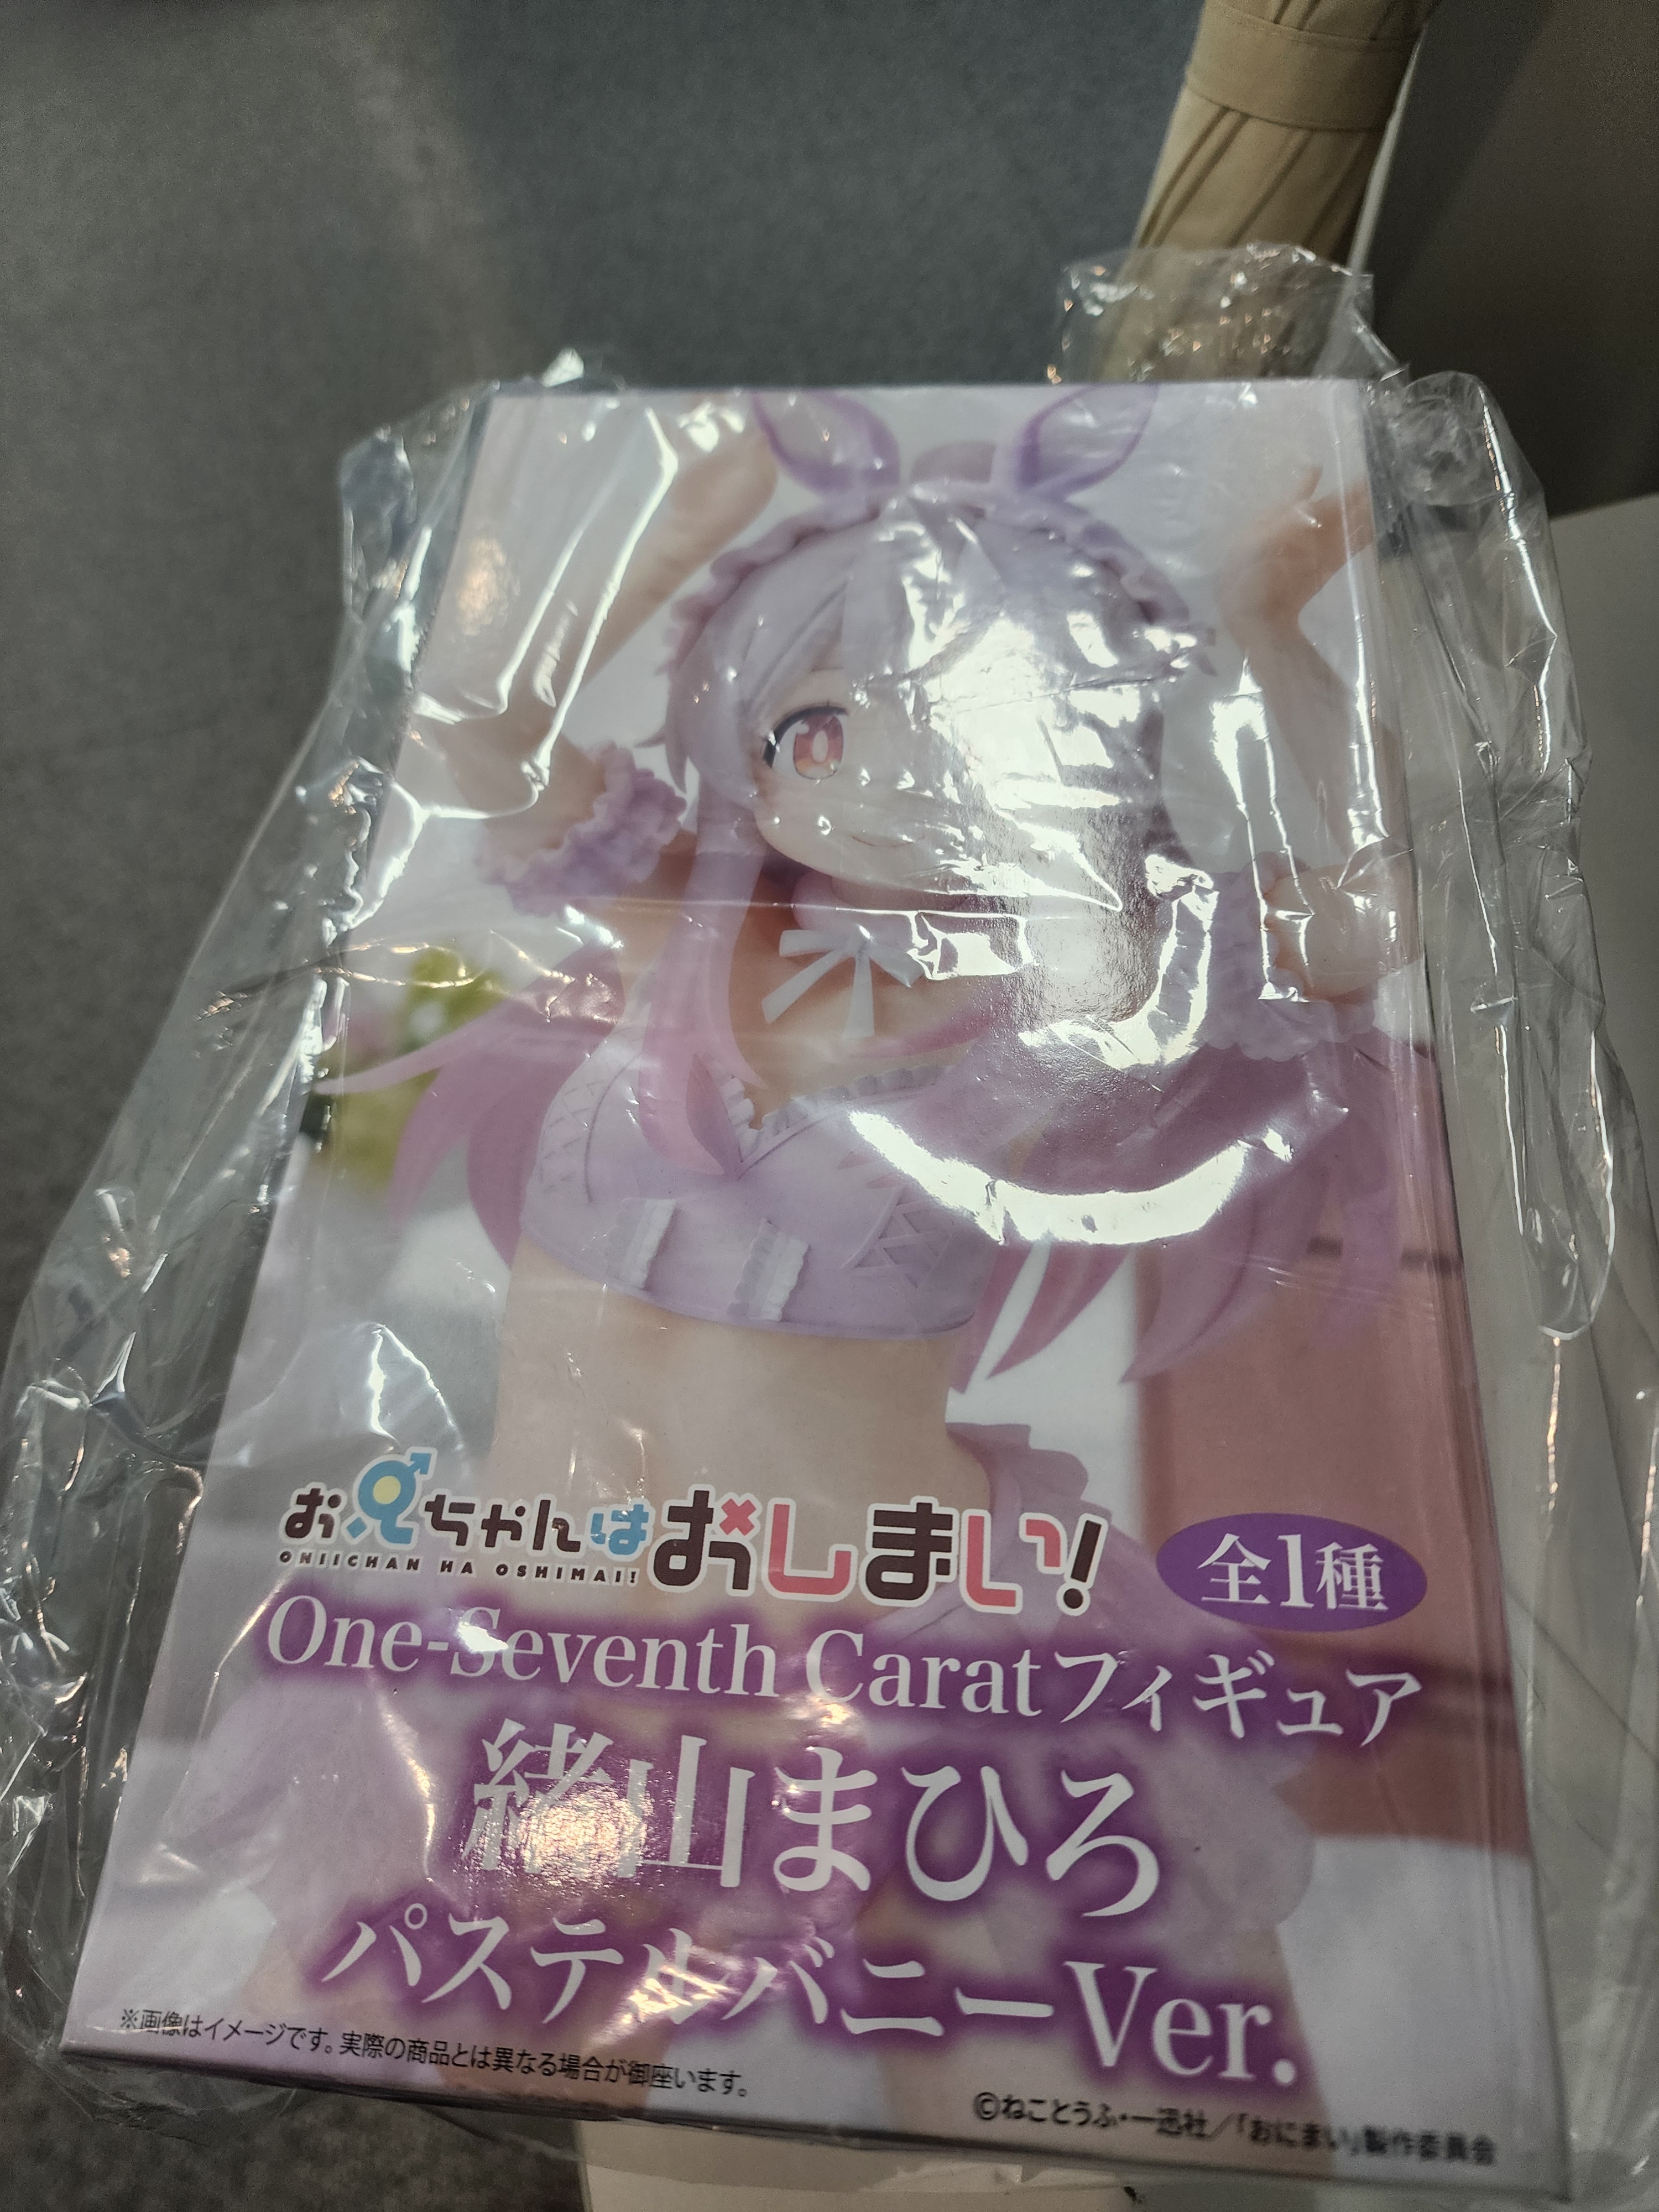 お兄ちゃんはおしまい!
ONIICHAN HA OSHIMAI!
全1種
One-Seventh Caratフィギュア
緒山まひろ
パステルバニーVer.
※画像はイメージです。実際の商品とは異なる場合が御座います。
©ねことうふ・一迅社／「おにまい」製作委員会